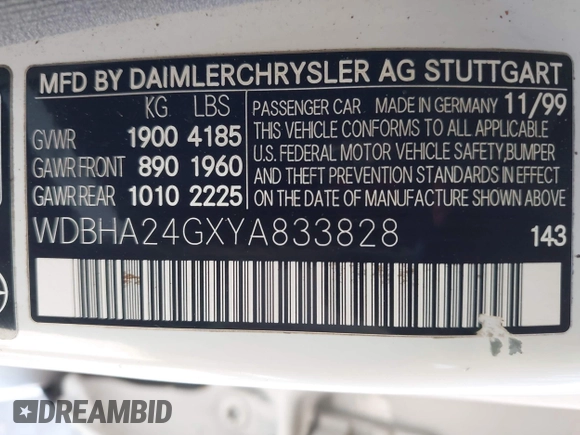 MFD BY DAIMLERCHRYSLER AG STUTTGART
KG LBS
GVWR 1900 4185
GAWR FRONT 890 1960
GAWR REAR 1010 2225
PASSENGER CAR MADE IN GERMANY 11/99
THIS VEHICLE CONFORMS TO ALL APPLICABLE
U.S. FEDERAL MOTOR VEHICLE SAFETY,BUMPER
AND THEFT PREVENTION STANDARDS IN EFFECT
ON THE DATE OF MANUFACTURE SHOWN ABOVE
WDBHA24GXYA833828
143
DREAMBID